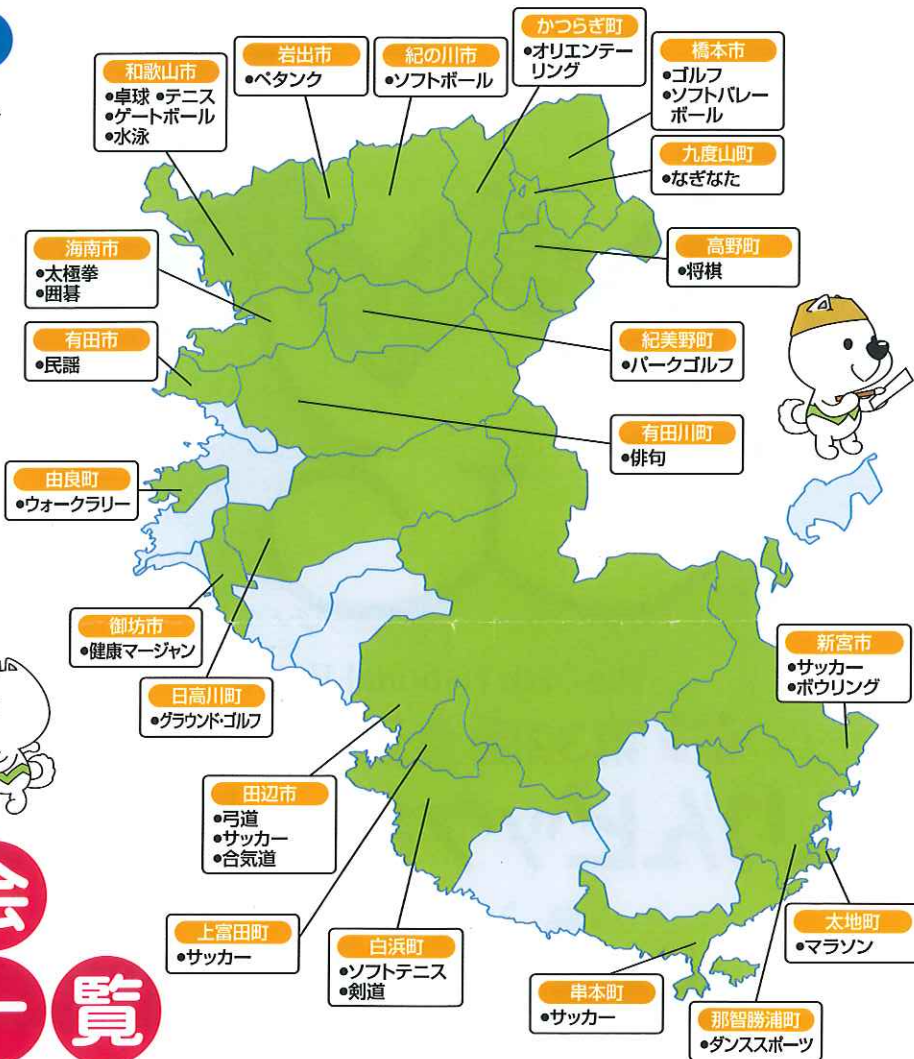 かつらぎ町
●オリエンテー
リング
岩出市
●ペタンク
紀の川市
●ソフトボール
橋本市
●ゴルフ
●ソフトバレー
ボール
和歌山市
●卓球 ●テニス
●ゲートボール
●水泳
九度山町
●なぎなた
海南市
●太極拳
●囲碁
高野町
●将棋
有田市
●民謡
紀美野町
●パークゴルフ
有田川町
●俳句
由良町
●ウォークラリー
御坊市
●健康マージャン
新宮市
●サッカー
●ボウリング
日高川町
●グラウンド・ゴルフ
田辺市
●弓道
●サッカー
●合気道
上富田町
●サッカー
白浜町
●ソフトテニス
●剣道
太地町
●マラソン
串本町
●サッカー
那智勝浦町
●ダンススポーツ
会
一覧